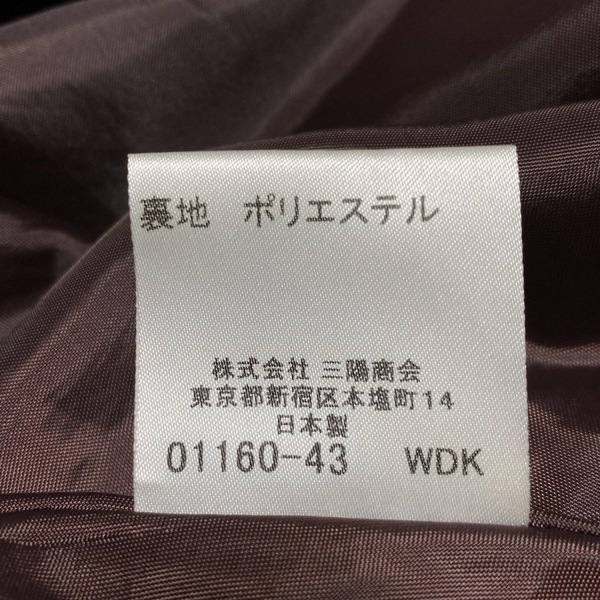 裏地　ポリエステル
株式会社 三陽商会
東京都新宿区本塩町１４
日本製
01160-43　WDK